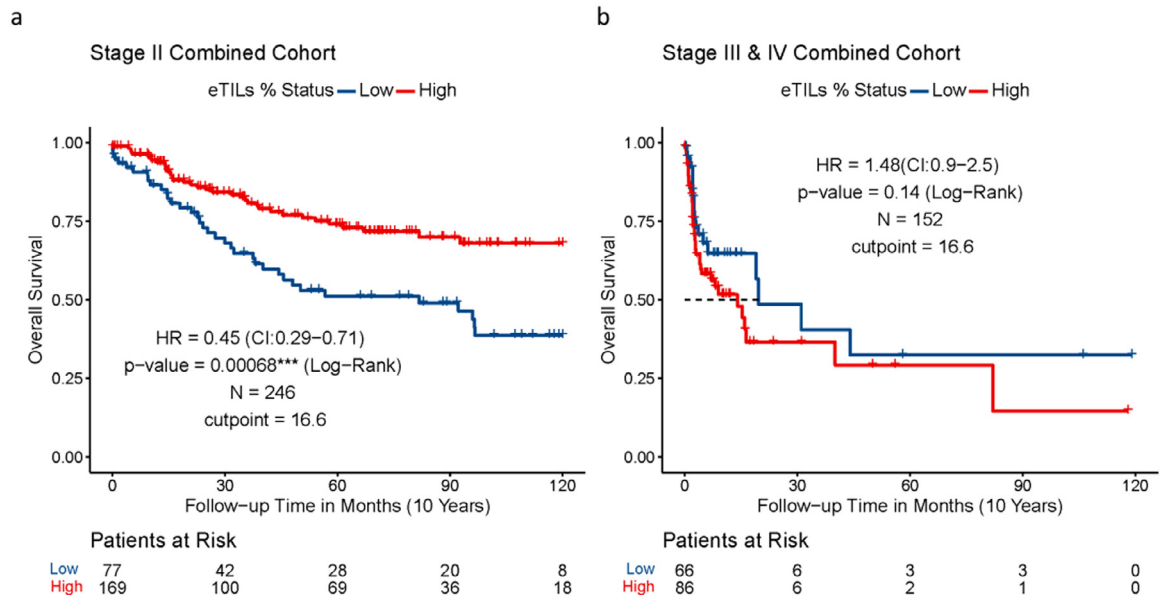 a
Stage II Combined Cohort
eTILs % Status Low High
1.00
0.75
0.50
0.25
0.00
Overall Survival
HR = 0.45 (CI:0.29−0.71)
p−value = 0.00068*** (Log−Rank)
N = 246
cutpoint = 16.6
0 30 60 90 120
Follow−up Time in Months (10 Years)
Patients at Risk
Low 77 42 28 20 8
High 169 100 69 36 18
b
Stage III & IV Combined Cohort
eTILs % Status Low High
1.00
0.75
0.50
0.25
0.00
Overall Survival
HR = 1.48(CI:0.9−2.5)
p−value = 0.14 (Log−Rank)
N = 152
cutpoint = 16.6
0 30 60 90 120
Follow−up Time in Months (10 Years)
Patients at Risk
Low 66 6 3 3 0
High 86 6 2 1 0